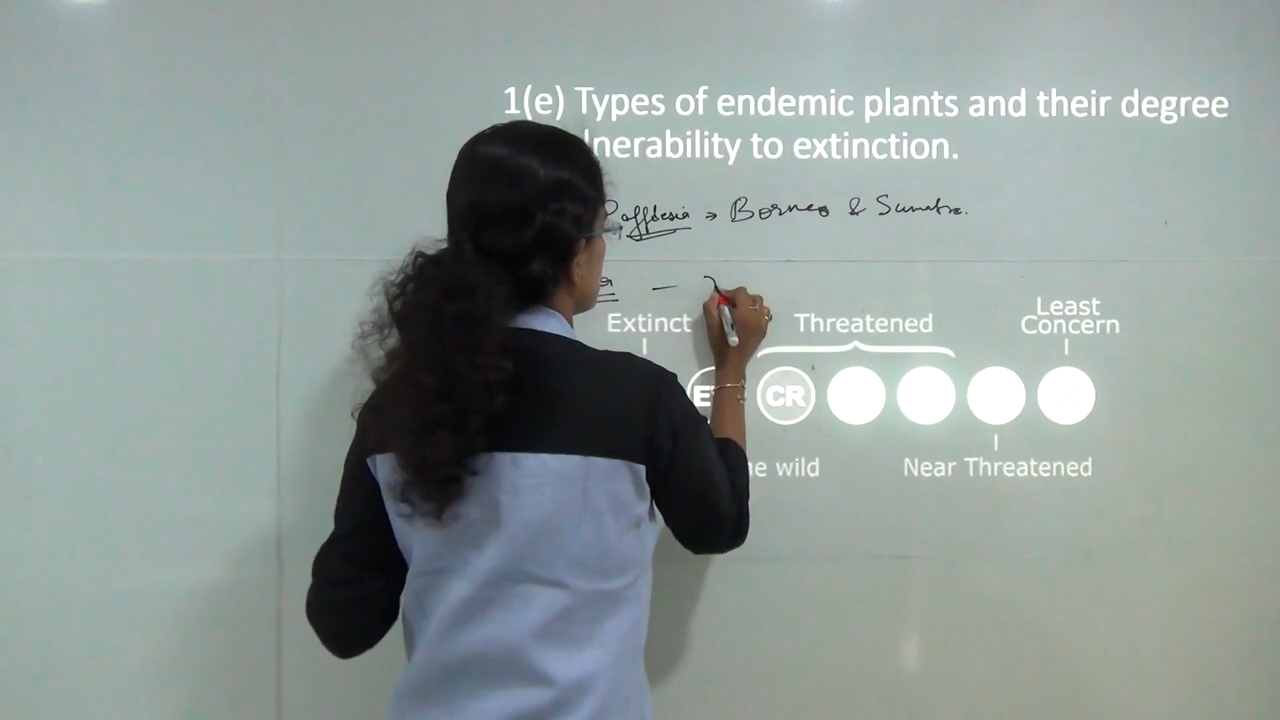 1(e) Types of endemic plants and their degree
lnerability to extinction.
Rafflesia → Borneo & Sumatra.
Extinct
Threatened
Least
Concern
CR
he wild
Near Threatened